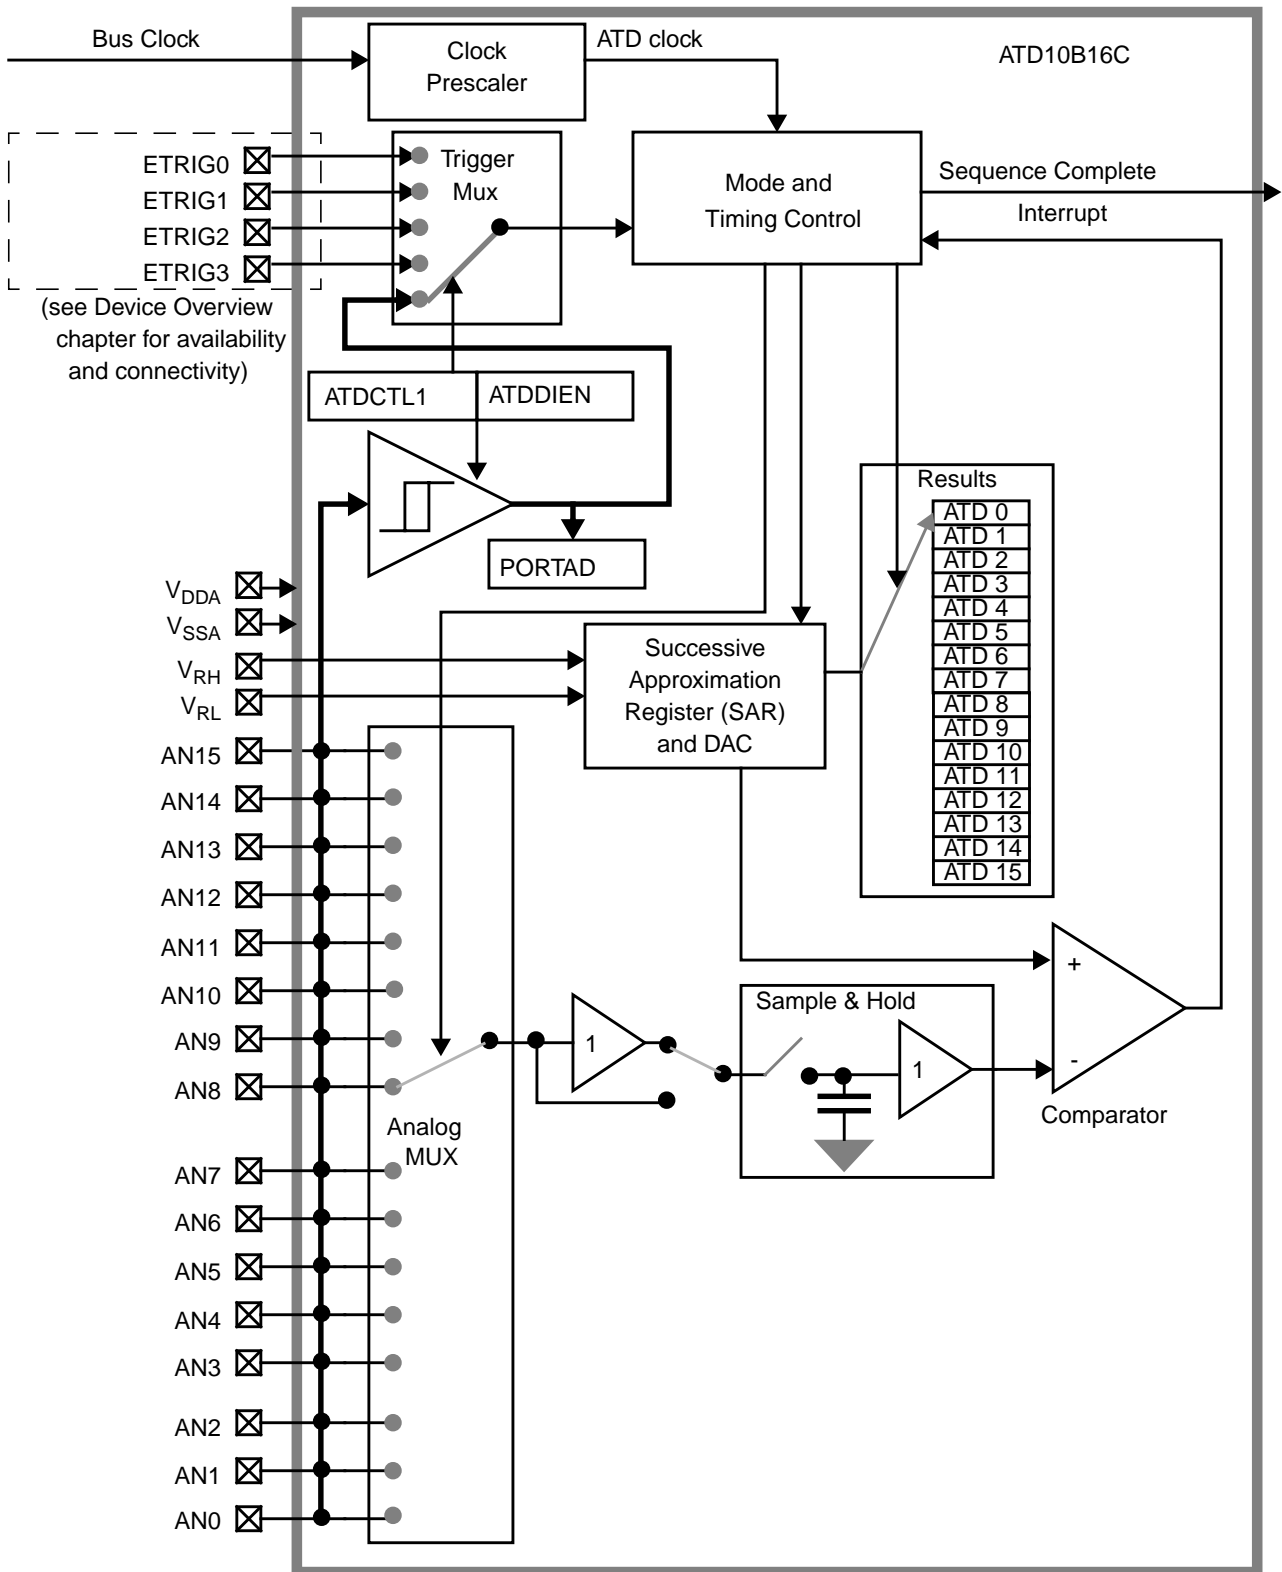 Bus Clock
Clock
Prescaler
ATD clock
ATD10B16C
ETRIG0
ETRIG1
ETRIG2
ETRIG3
(see Device Overview
chapter for availability
and connectivity)
Trigger
Mux
Mode and
Timing Control
Sequence Complete
Interrupt
ATDCTL1
ATDDIEN
PORTAD
Results
ATD 0
ATD 1
ATD 2
ATD 3
ATD 4
ATD 5
ATD 6
ATD 7
ATD 8
ATD 9
ATD 10
ATD 11
ATD 12
ATD 13
ATD 14
ATD 15
VDDA
VSSA
VRH
VRL
Successive
Approximation
Register (SAR)
and DAC
AN15
AN14
AN13
AN12
AN11
AN10
AN9
AN8
AN7
AN6
AN5
AN4
AN3
AN2
AN1
AN0
Analog
MUX
1
Sample & Hold
1
+
-
Comparator